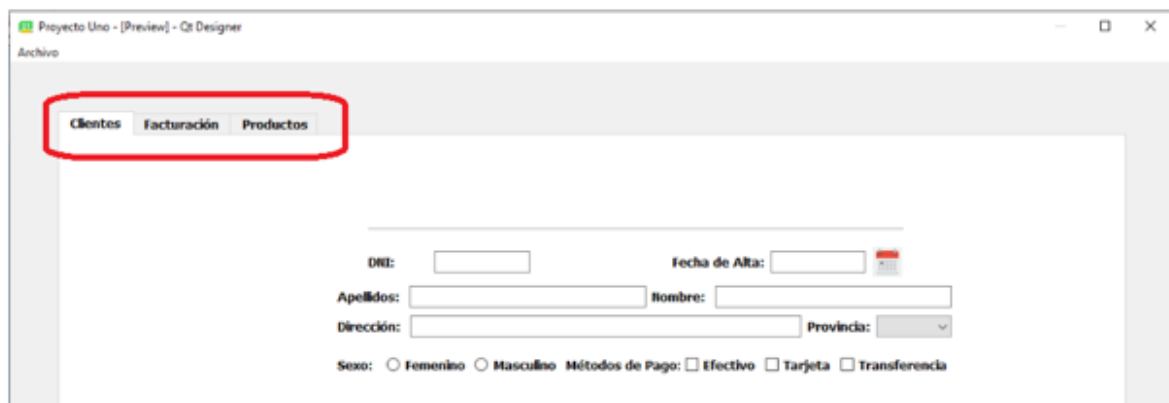 Proyecto Uno - [Preview] - Qt Designer
Archivo
Clientes Facturación Productos
DNI: Fecha de Alta:
Apellidos: Nombre:
Dirección: Provincia:
Sexo: Femenino Masculino Métodos de Pago: Efectivo Tarjeta Transferencia